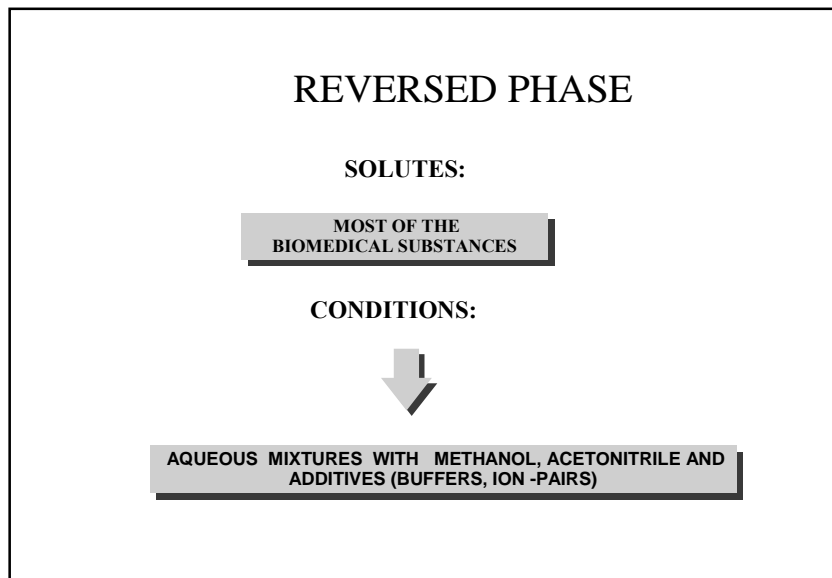 REVERSED PHASE
SOLUTES:
MOST OF THE
BIOMEDICAL SUBSTANCES
CONDITIONS:
AQUEOUS MIXTURES WITH METHANOL, ACETONITRILE AND
ADDITIVES (BUFFERS, ION -PAIRS)